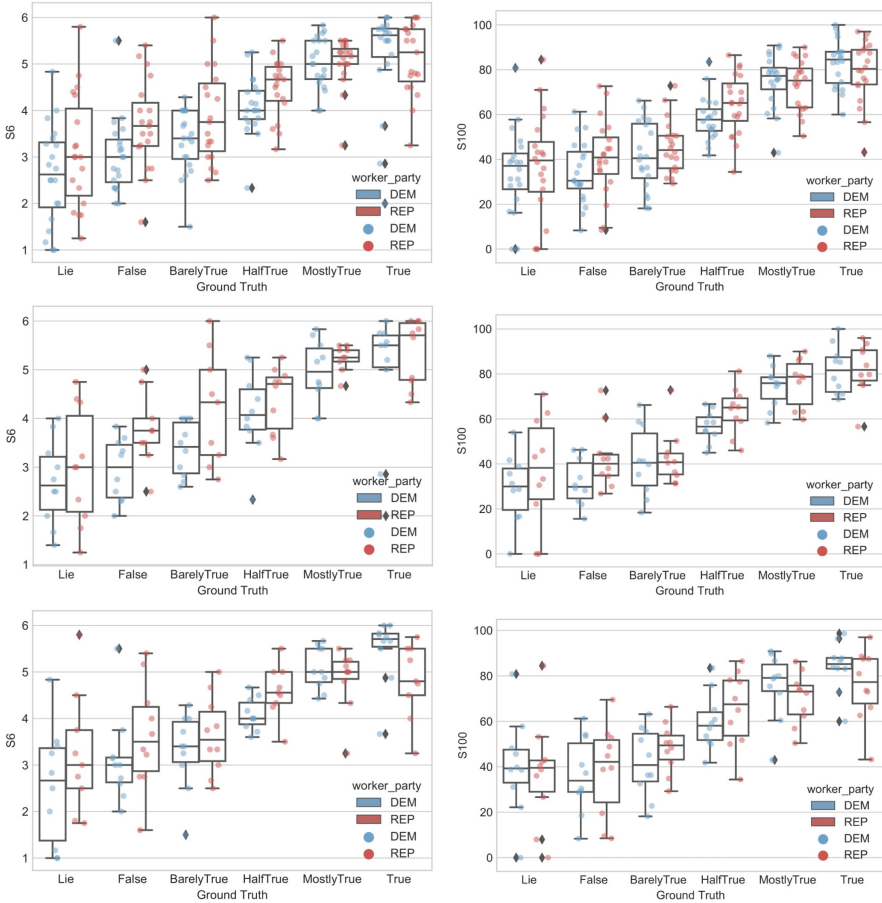 6
5
4
3
2
1
S6
worker_party
DEM
REP
DEM
REP
Lie False BarelyTrue HalfTrue MostlyTrue True
Ground Truth
100
80
60
40
20
0
S100
worker_party
DEM
REP
DEM
REP
Lie False BarelyTrue HalfTrue MostlyTrue True
Ground Truth
6
5
4
3
2
1
S6
worker_party
DEM
REP
DEM
REP
Lie False BarelyTrue HalfTrue MostlyTrue True
Ground Truth
100
80
60
40
20
0
S100
worker_party
DEM
REP
DEM
REP
Lie False BarelyTrue HalfTrue MostlyTrue True
Ground Truth
6
5
4
3
2
1
S6
worker_party
DEM
REP
DEM
REP
Lie False BarelyTrue HalfTrue MostlyTrue True
Ground Truth
100
80
60
40
20
0
S100
worker_party
DEM
REP
DEM
REP
Lie False BarelyTrue HalfTrue MostlyTrue True
Ground Truth